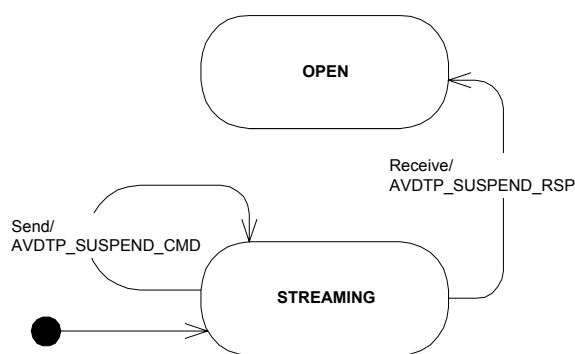 OPEN
Receive/
AVDTP_SUSPEND_RSP
Send/
AVDTP_SUSPEND_CMD
STREAMING